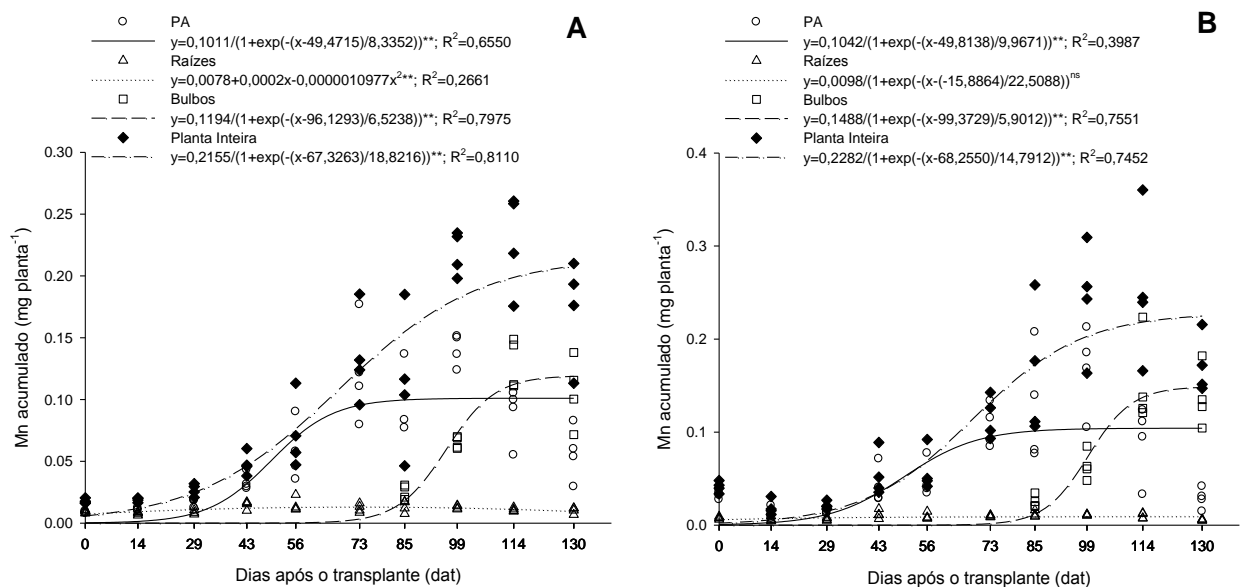 PA
A
y=0,1011/(1+exp(-(x-49,4715)/8,3352))**; R²=0,6550
Raízes
y=0,0078+0,0002x-0,0000010977x²**; R²=0,2661
Bulbos
y=0,1194/(1+exp(-(x-96,1293)/6,5238))**; R²=0,7975
Planta Inteira
y=0,2155/(1+exp(-(x-67,3263)/18,8216))**; R²=0,8110
Mn acumulado (mg planta⁻¹)
0.30
0.25
0.20
0.15
0.10
0.05
0.00
0 14 29 43 56 73 85 99 114 130
Dias após o transplante (dat)
PA
B
y=0,1042/(1+exp(-(x-49,8138)/9,9671))**; R²=0,3987
Raízes
y=0,0098/(1+exp(-(x-(-15,8864)/22,5088))ⁿˢ
Bulbos
y=0,1488/(1+exp(-(x-99,3729)/5,9012))**; R²=0,7551
Planta Inteira
y=0,2282/(1+exp(-(x-68,2550)/14,7912))**; R²=0,7452
Mn acumulado (mg planta⁻¹)
0.4
0.3
0.2
0.1
0.0
0 14 29 43 56 73 85 99 114 130
Dias após o transplante (dat)